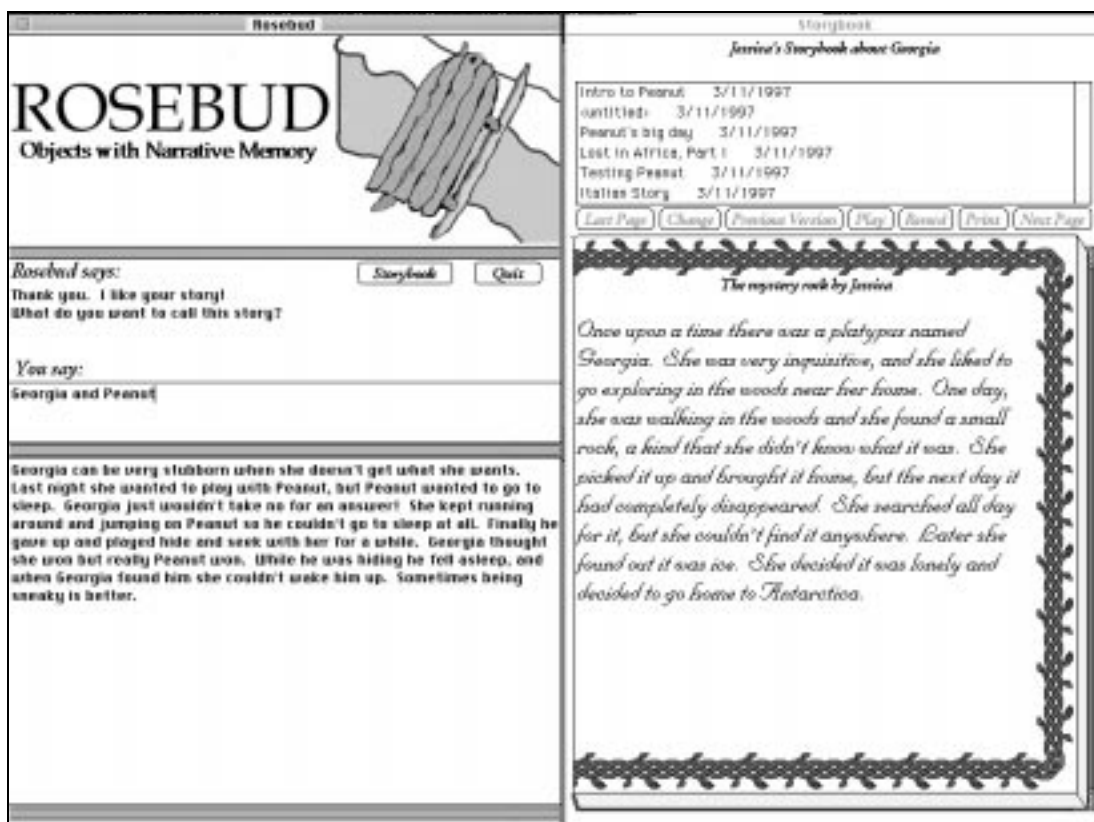 Rosebud
ROSEBUD
Objects with Narrative Memory
Rosebud says:
Storybook
Quit
Thank you. I like your story!
What do you want to call this story?
You say:
Georgia and Peanut
Georgia can be very stubborn when she doesn't get what she wants.
Last night she wanted to play with Peanut, but Peanut wanted to go to
sleep. Georgia just wouldn't take no for an answer! She kept running
around and jumping on Peanut so he couldn't go to sleep at all. Finally he
gave up and played hide and seek with her for a while. Georgia thought
she won but really Peanut won. While he was hiding he fell asleep, and
when Georgia found him she couldn't wake him up. Sometimes being
sneaky is better.
Storybook
Jessica's Storybook about Georgia
Intro to Peanut 3/11/1997
<untitled> 3/11/1997
Peanut's big day 3/11/1997
Lost in Africa, Part I 3/11/1997
Testing Peanut 3/11/1997
Italian Story 3/11/1997
Last Page Change Previous Version Play Record Print Next Page
The mystery rock by Jessica
Once upon a time there was a platypus named
Georgia. She was very inquisitive, and she liked to
go exploring in the woods near her home. One day,
she was walking in the woods and she found a small
rock, a kind that she didn't know what it was. She
picked it up and brought it home, but the next day it
had completely disappeared. She searched all day
for it, but she couldn't find it anywhere. Later she
found out it was ice. She decided it was lonely and
decided to go home to Antarctica.